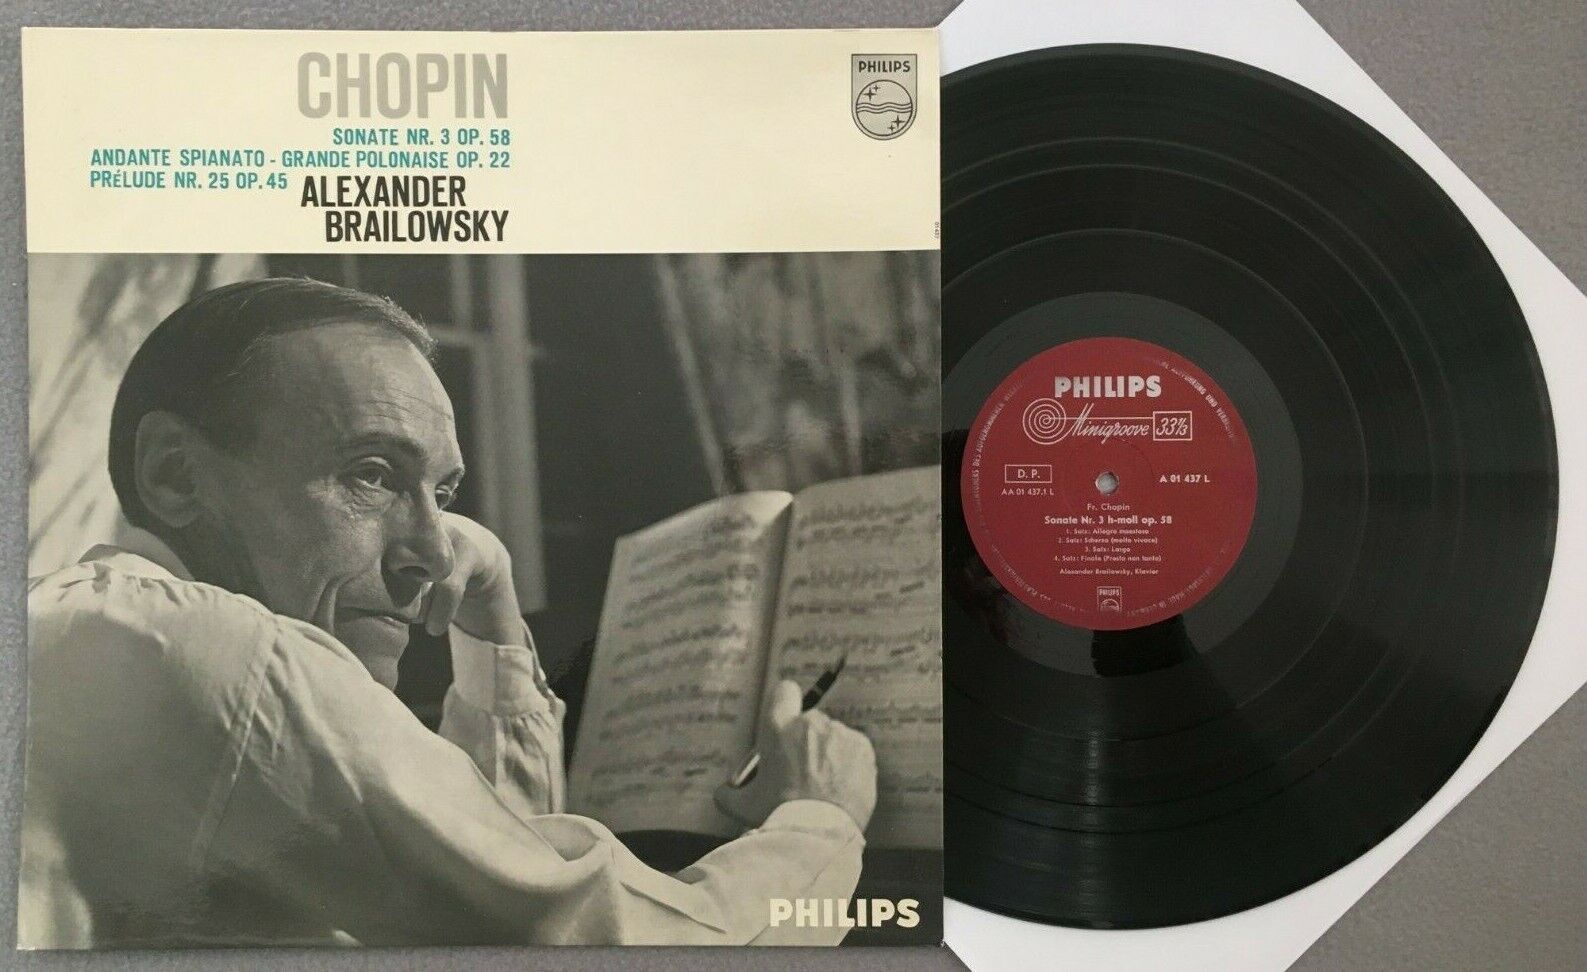 CHOPIN
SONATE NR. 3 OP. 58
ANDANTE SPIANATO - GRANDE POLONAISE OP. 22
PRÉLUDE NR. 25 OP. 45
ALEXANDER
BRAILOWSKY
PHILIPS
PHILIPS
PHILIPS
Minigroove 33⅓
D. P.
AA 01 437.1 L
A 01 437 L
Fr. Chopin
Sonate Nr. 3 h-moll op. 58
1. Satz: Allegro maestoso
2. Satz: Scherzo (molto vivace)
3. Satz: Largo
4. Satz: Finale (Presto non tanto)
Alexander Brailowsky, Klavier
PHILIPS